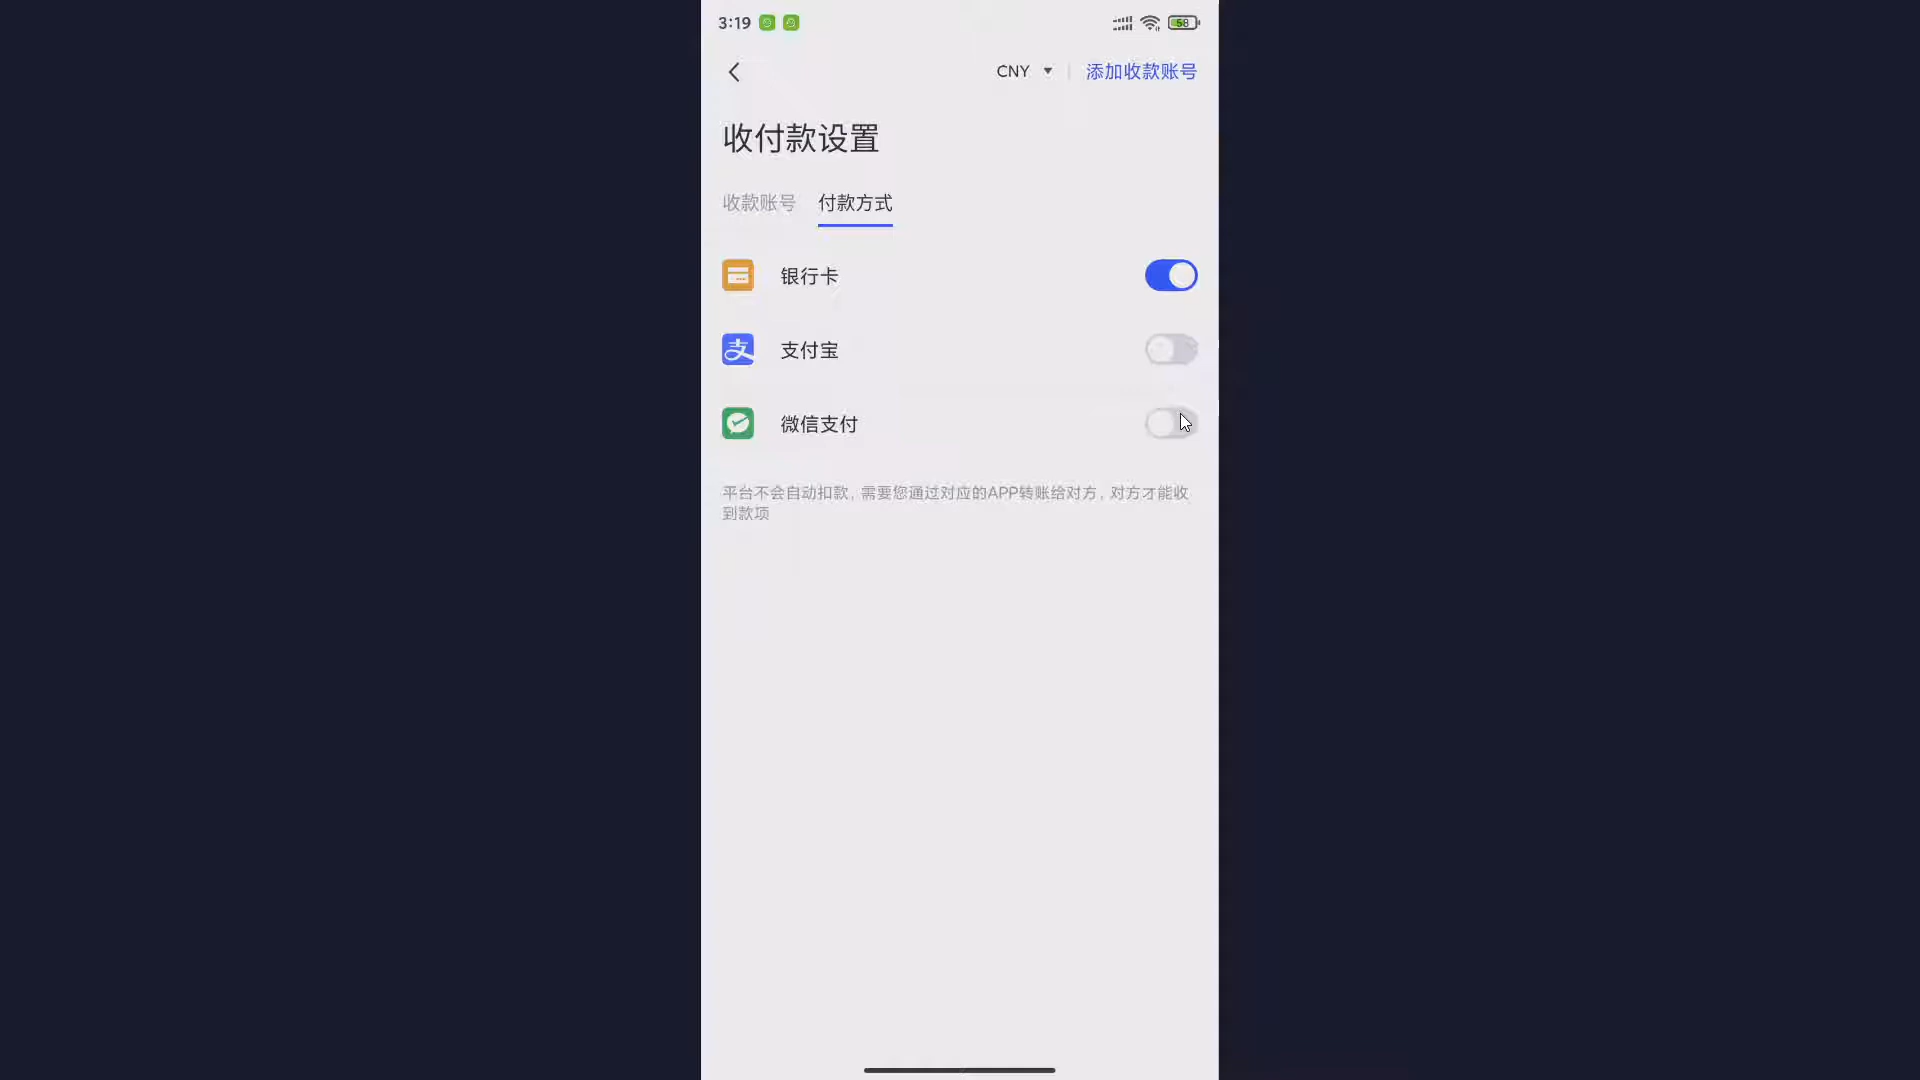 3:19
58
CNY
添加收款账号
收付款设置
收款账号 付款方式
银行卡
支付宝
微信支付
平台不会自动扣款，需要您通过对应的APP转账给对方，对方才能收
到款项